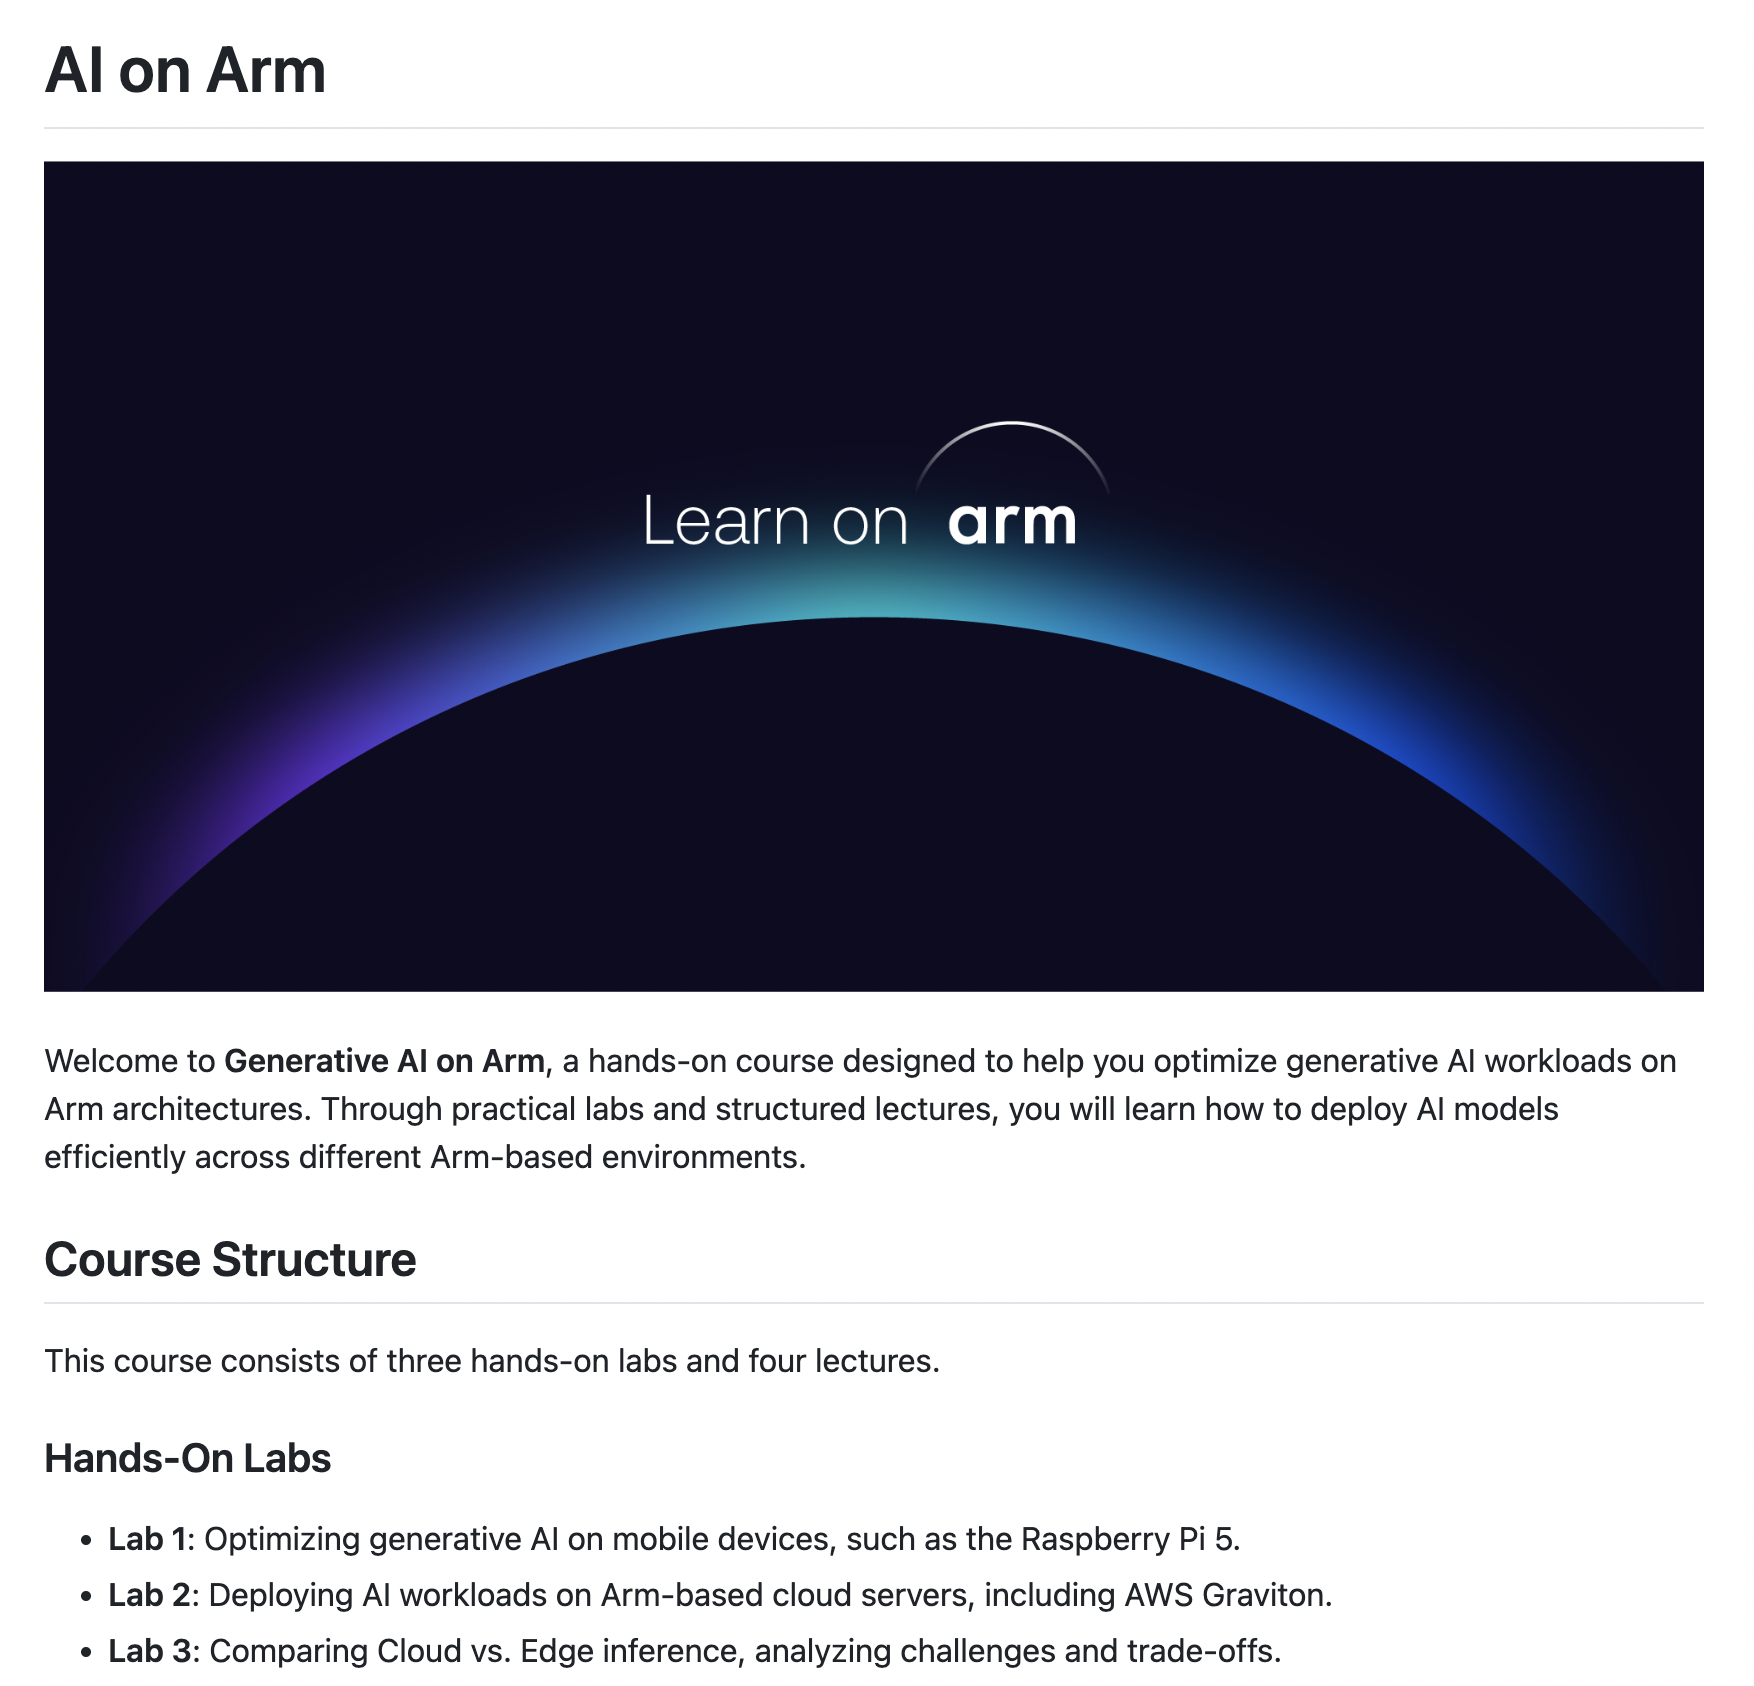 AI on Arm
Learn on arm
Welcome to Generative AI on Arm, a hands-on course designed to help you optimize generative AI workloads on
Arm architectures. Through practical labs and structured lectures, you will learn how to deploy AI models
efficiently across different Arm-based environments.
Course Structure
This course consists of three hands-on labs and four lectures.
Hands-On Labs
• Lab 1: Optimizing generative AI on mobile devices, such as the Raspberry Pi 5.
• Lab 2: Deploying AI workloads on Arm-based cloud servers, including AWS Graviton.
• Lab 3: Comparing Cloud vs. Edge inference, analyzing challenges and trade-offs.